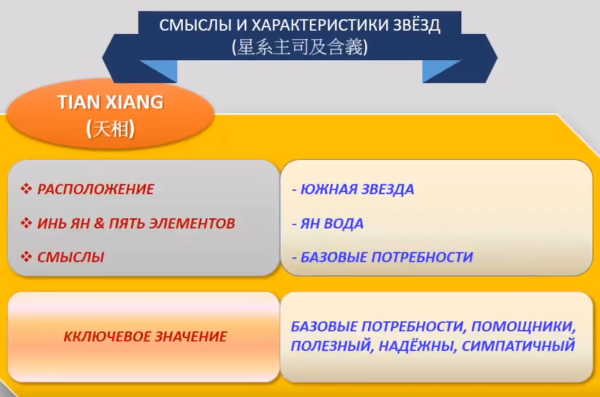 СМЫСЛЫ И ХАРАКТЕРИСТИКИ ЗВЁЗД
(星系主司及含義)
TIAN XIANG
(天相)
❖ РАСПОЛОЖЕНИЕ
- ЮЖНАЯ ЗВЕЗДА
❖ ИНЬ ЯН & ПЯТЬ ЭЛЕМЕНТОВ
- ЯН ВОДА
❖ СМЫСЛЫ
- БАЗОВЫЕ ПОТРЕБНОСТИ
ККЛЮЧЕВОЕ ЗНАЧЕНИЕ
БАЗОВЫЕ ПОТРЕБНОСТИ, ПОМОЩНИКИ,
ПОЛЕЗНЫЙ, НАДЁЖНЫ, СИМПАТИЧНЫЙ